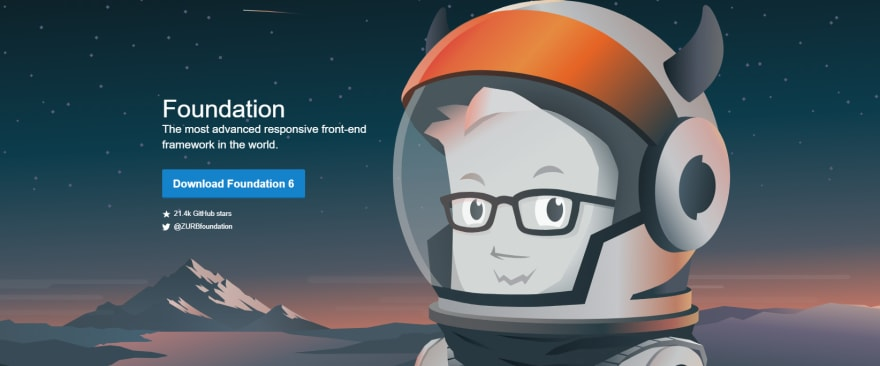 Foundation
The most advanced responsive front-end
framework in the world.
Download Foundation 6
21.4k GitHub stars
@ZURBfoundation